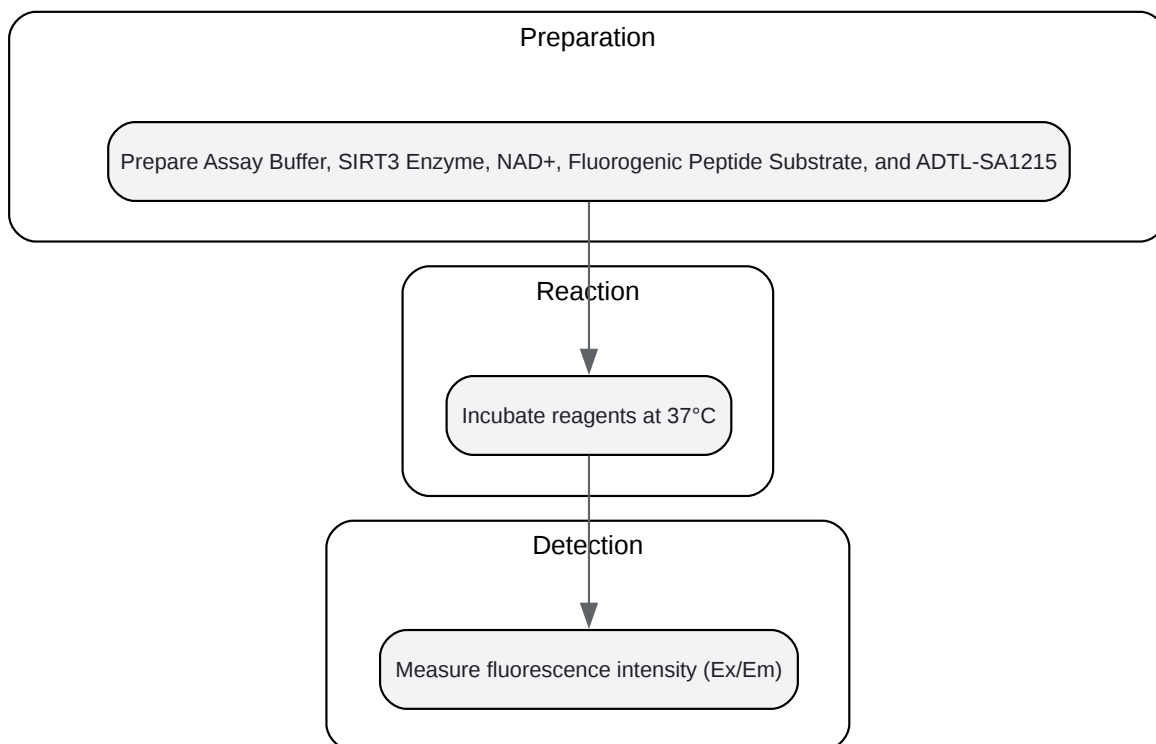 Preparation
Prepare Assay Buffer, SIRT3 Enzyme, NAD+, Fluorogenic Peptide Substrate, and ADTL-SA1215
Reaction
Incubate reagents at 37°C
Detection
Measure fluorescence intensity (Ex/Em)